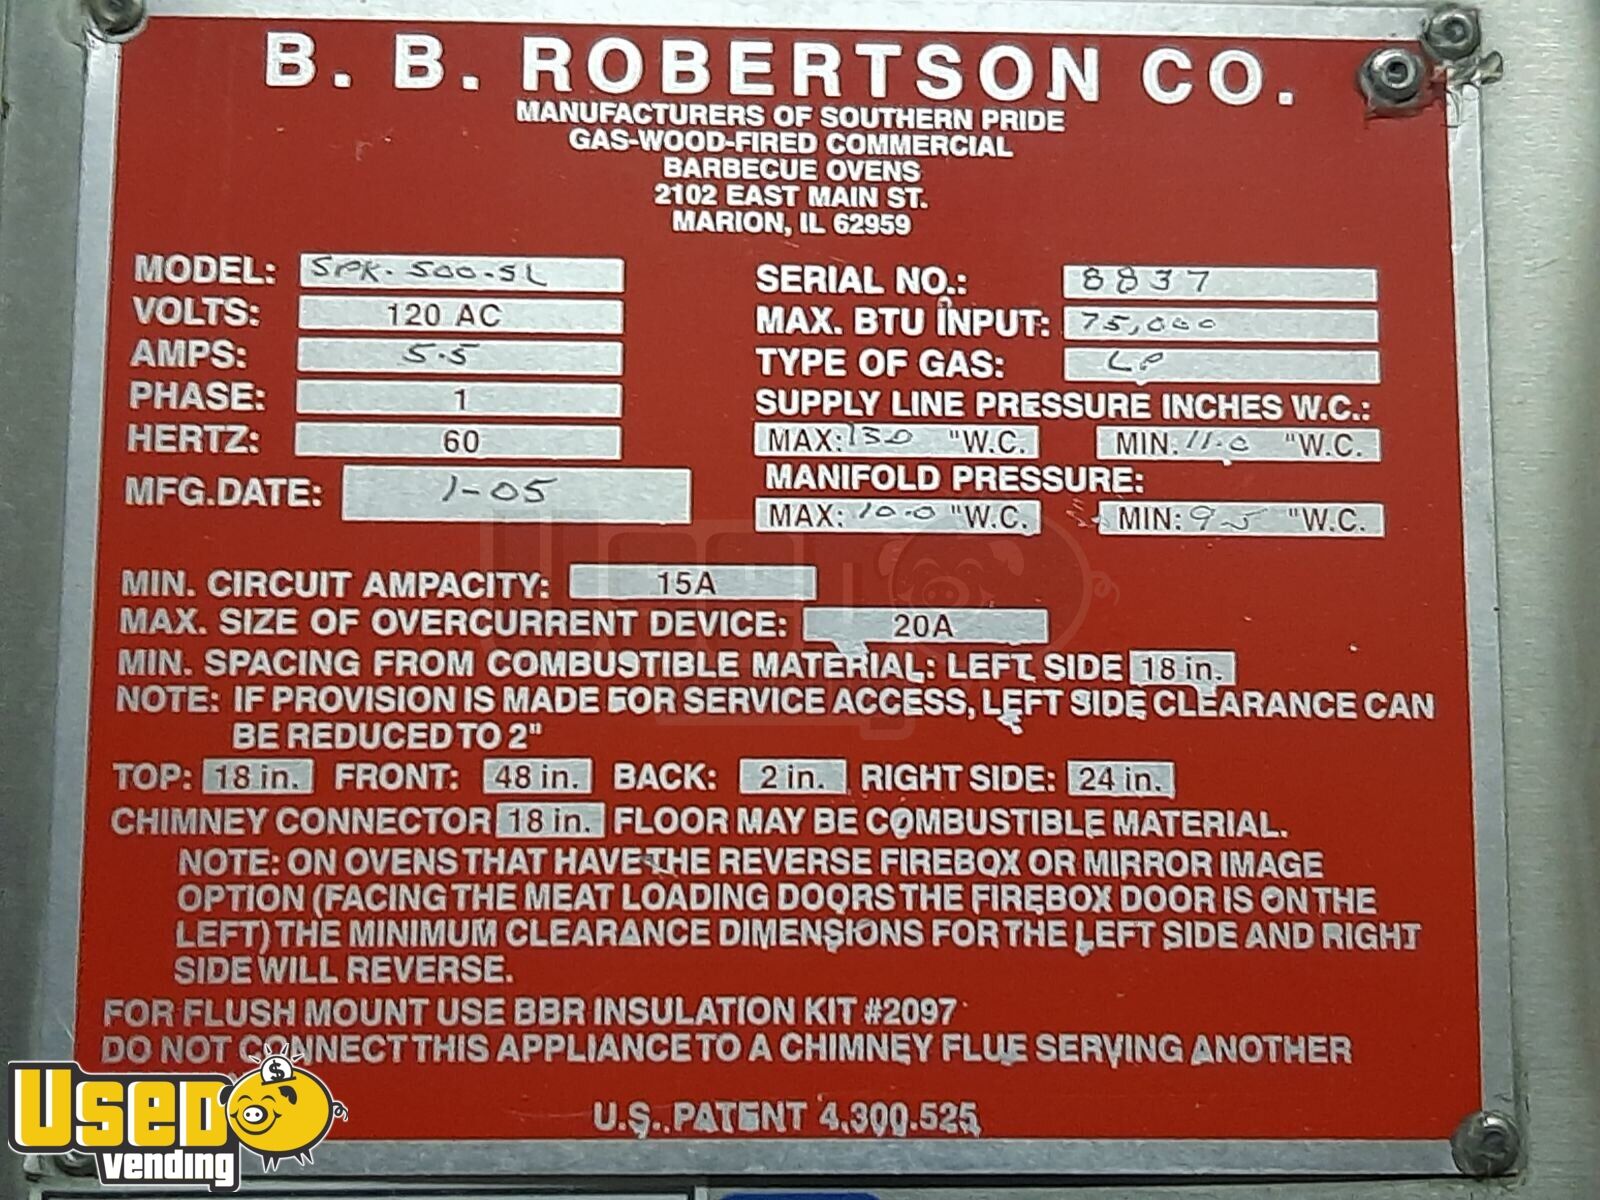 B. B. ROBERTSON CO.
MANUFACTURERS OF SOUTHERN PRIDE
GAS-WOOD-FIRED COMMERCIAL
BARBECUE OVENS
2102 EAST MAIN ST.
MARION, IL 62959
MODEL: SPK-500-SL
VOLTS: 120 AC
AMPS: 5.5
PHASE: 1
HERTZ: 60
MFG.DATE: 1-05
SERIAL NO.: 8837
MAX. BTU INPUT: 75,000
TYPE OF GAS: LP
SUPPLY LINE PRESSURE INCHES W.C.:
MAX: 13.0 "W.C. MIN: 11.0 "W.C.
MANIFOLD PRESSURE:
MAX: 10.0 "W.C. MIN: 9.5 "W.C.
MIN. CIRCUIT AMPACITY: 15A
MAX. SIZE OF OVERCURRENT DEVICE: 20A
MIN. SPACING FROM COMBUSTIBLE MATERIAL: LEFT SIDE 18 in.
NOTE: IF PROVISION IS MADE FOR SERVICE ACCESS, LEFT SIDE CLEARANCE CAN
BE REDUCED TO 2"
TOP: 18 in. FRONT: 48 in. BACK: 2 in. RIGHT SIDE: 24 in.
CHIMNEY CONNECTOR 18 in. FLOOR MAY BE COMBUSTIBLE MATERIAL.
NOTE: ON OVENS THAT HAVE THE REVERSE FIREBOX OR MIRROR IMAGE
OPTION (FACING THE MEAT LOADING DOORS THE FIREBOX DOOR IS ON THE
LEFT) THE MINIMUM CLEARANCE DIMENSIONS FOR THE LEFT SIDE AND RIGHT
SIDE WILL REVERSE.
FOR FLUSH MOUNT USE BBR INSULATION KIT #2097
DO NOT CONNECT THIS APPLIANCE TO A CHIMNEY FLUE SERVING ANOTHER
U.S. PATENT 4,300,525
USED
vending